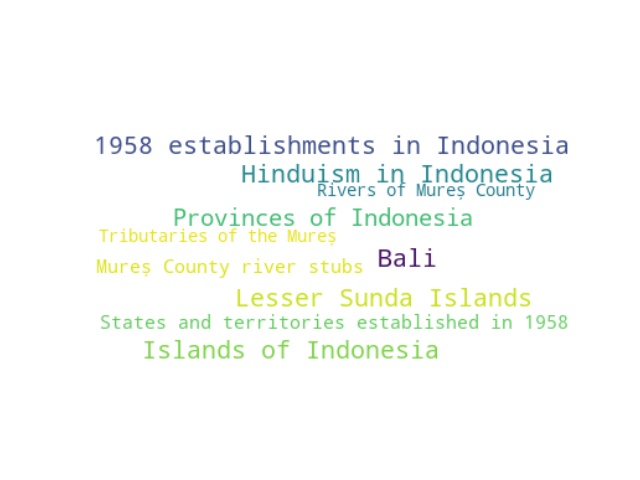 1958 establishments in Indonesia
Hinduism in Indonesia
Rivers of Mureș County
Provinces of Indonesia
Tributaries of the Mureș
Bali
Mureș County river stubs
Lesser Sunda Islands
States and territories established in 1958
Islands of Indonesia